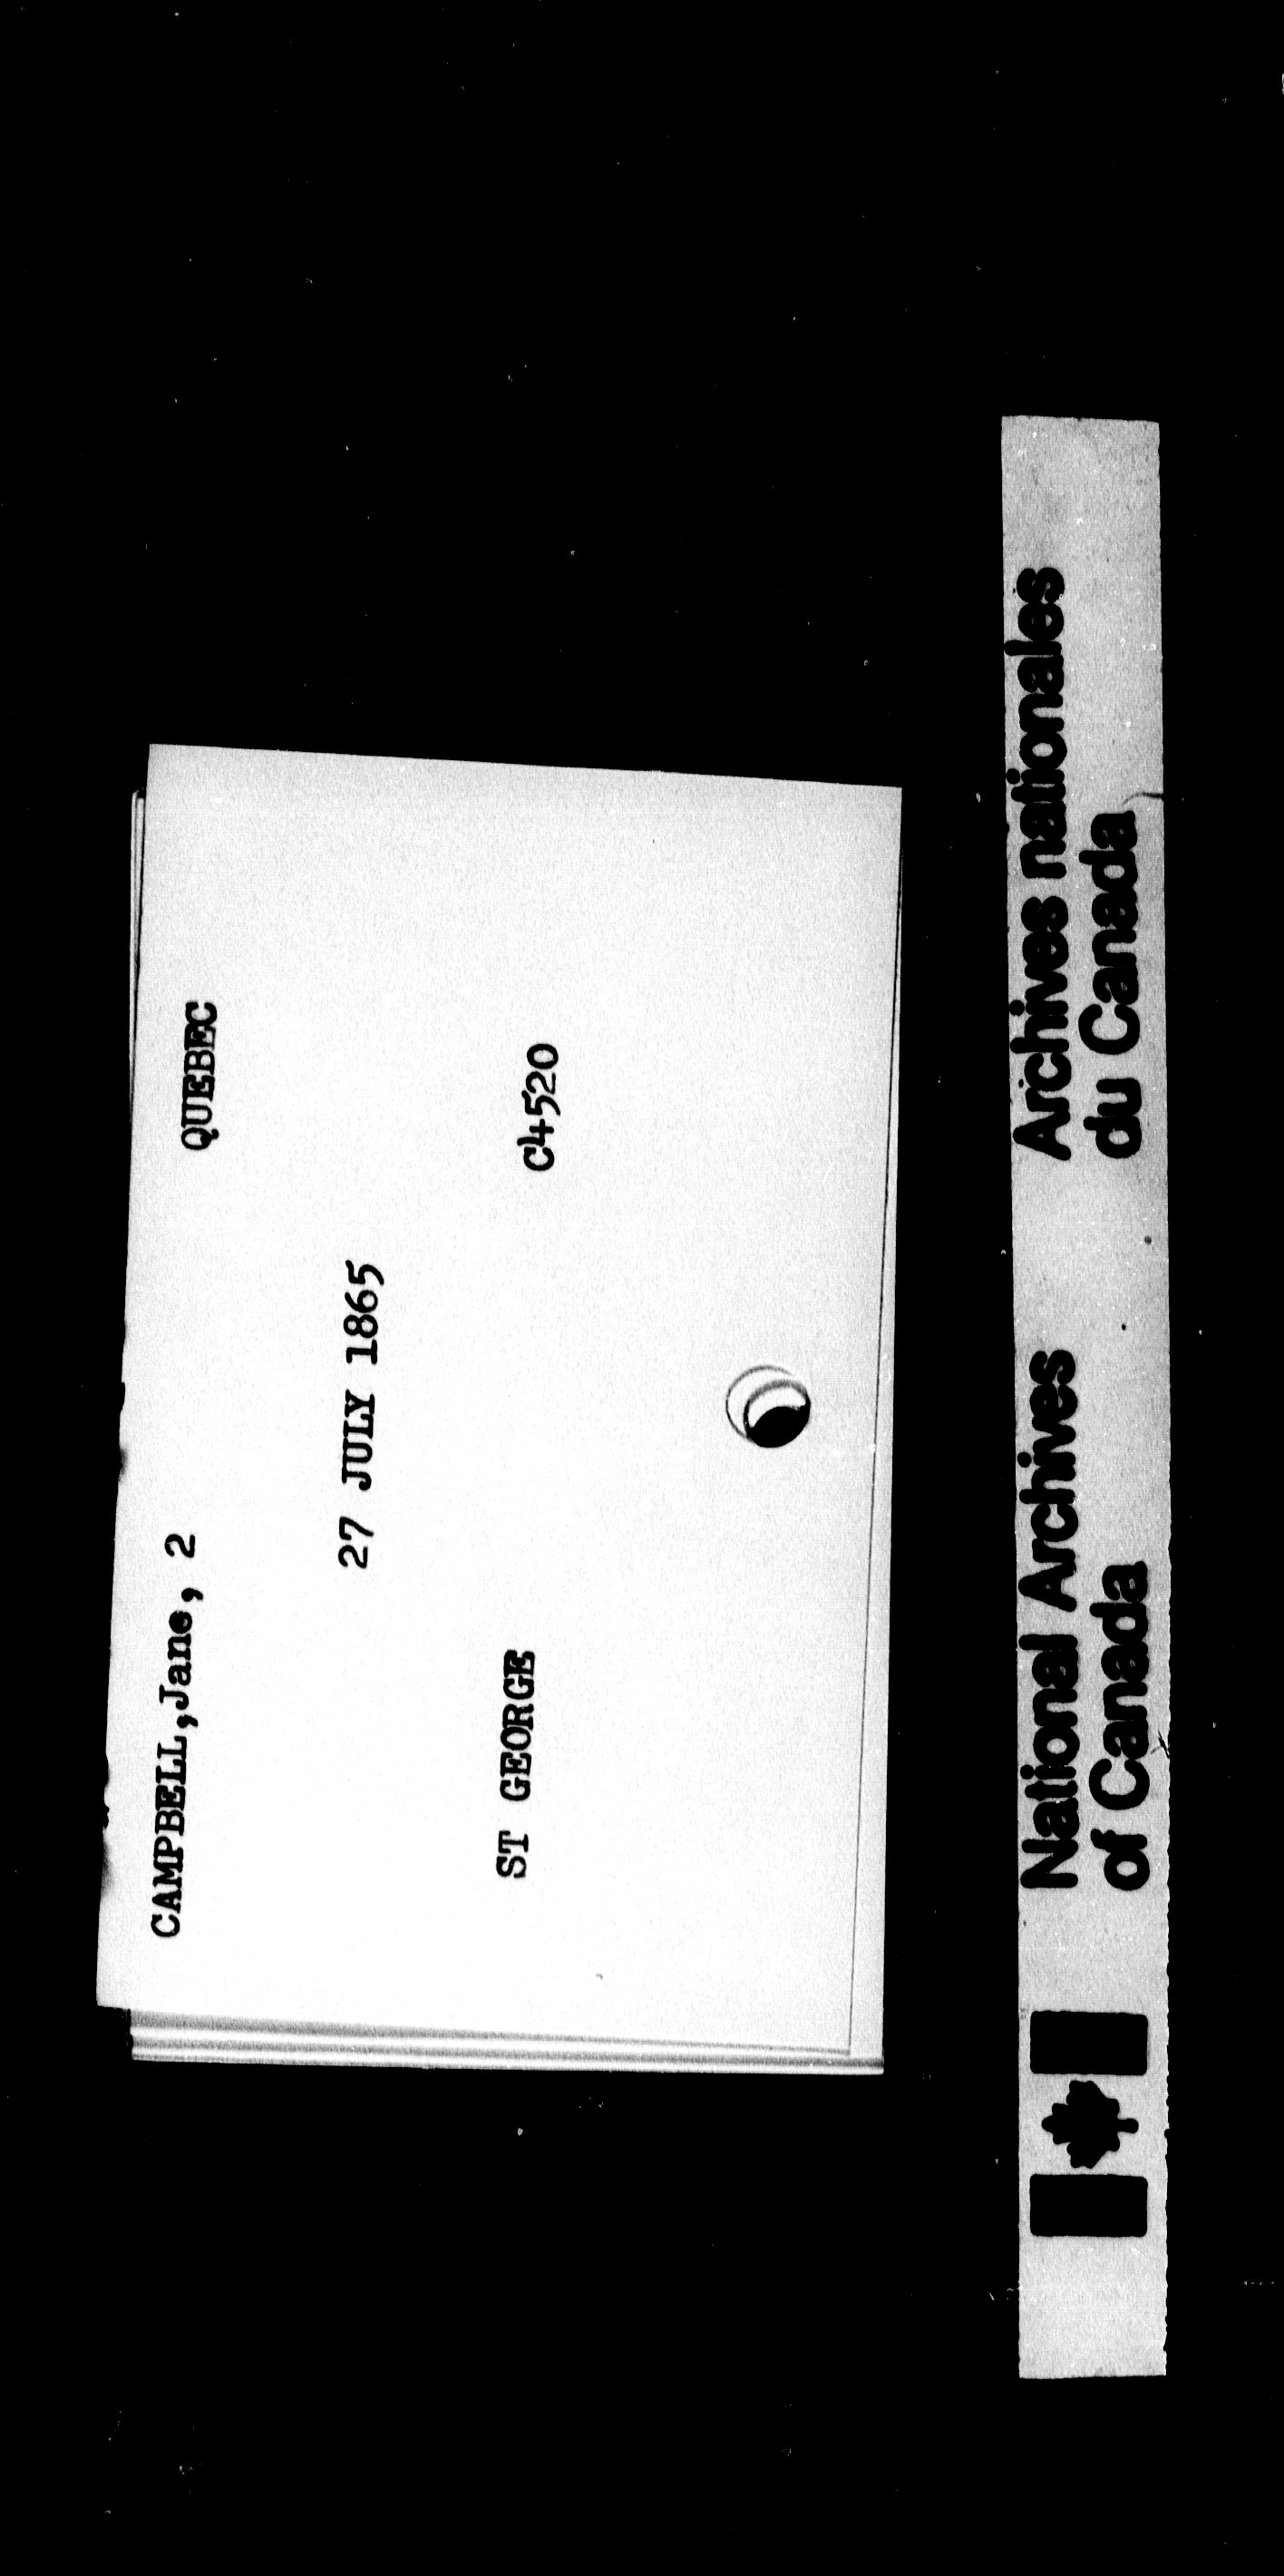 CAMPBELL,Jane, 2 QUEBEC
27 JULY 1865
ST GEORGE C4520
National Archives of Canada
Archives nationales du Canada